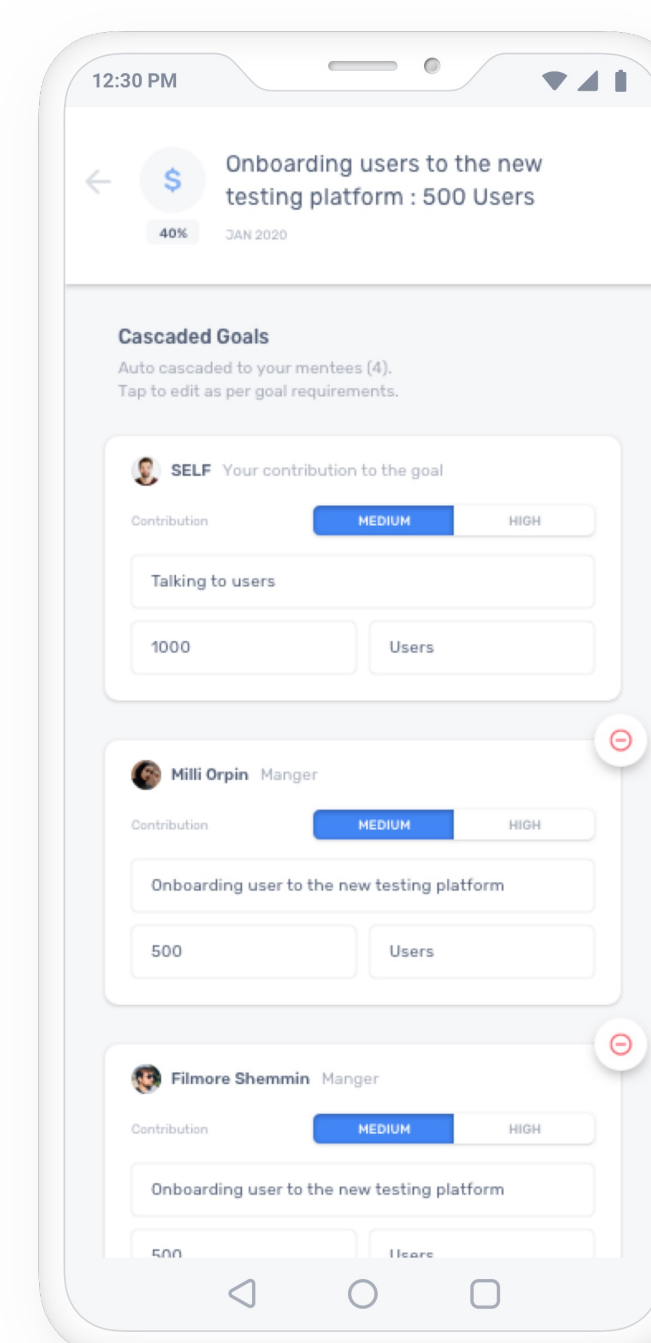 12:30 PM
$
Onboarding users to the new
testing platform : 500 Users
40%
JAN 2020
Cascaded Goals
Auto cascaded to your mentees (4).
Tap to edit as per goal requirements.
SELF Your contribution to the goal
Contribution MEDIUM HIGH
Talking to users
1000 Users
Milli Orpin Manger
Contribution MEDIUM HIGH
Onboarding user to the new testing platform
500 Users
Filmore Shemmin Manger
Contribution MEDIUM HIGH
Onboarding user to the new testing platform
500 Users